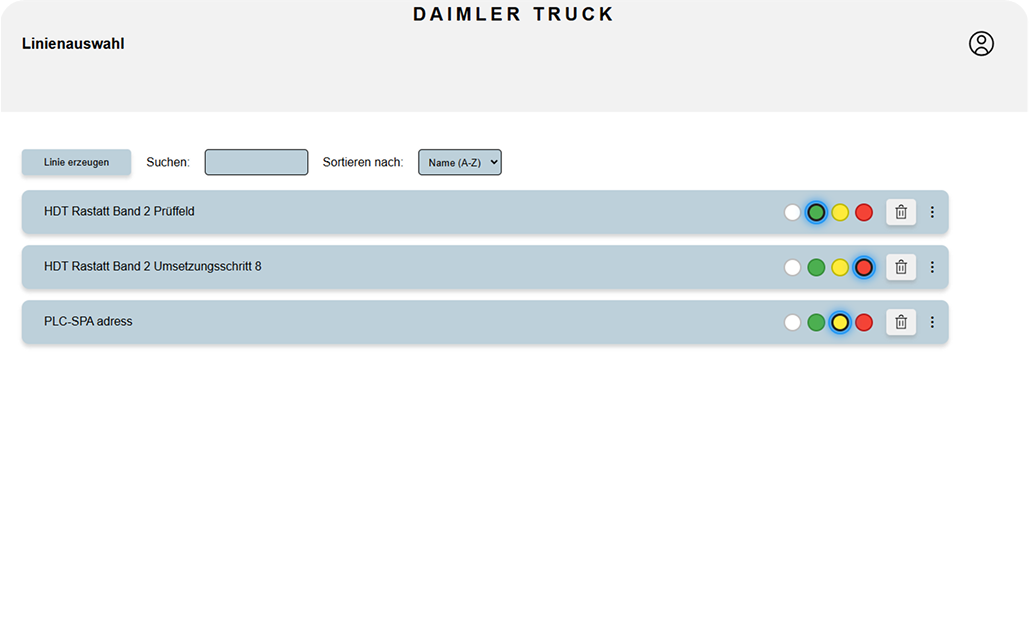 DAIMLER TRUCK
Linienauswahl
Linie erzeugen Suchen: Sortieren nach: Name (A-Z)
HDT Rastatt Band 2 Prüffeld
HDT Rastatt Band 2 Umsetzungsschritt 8
PLC-SPA adress